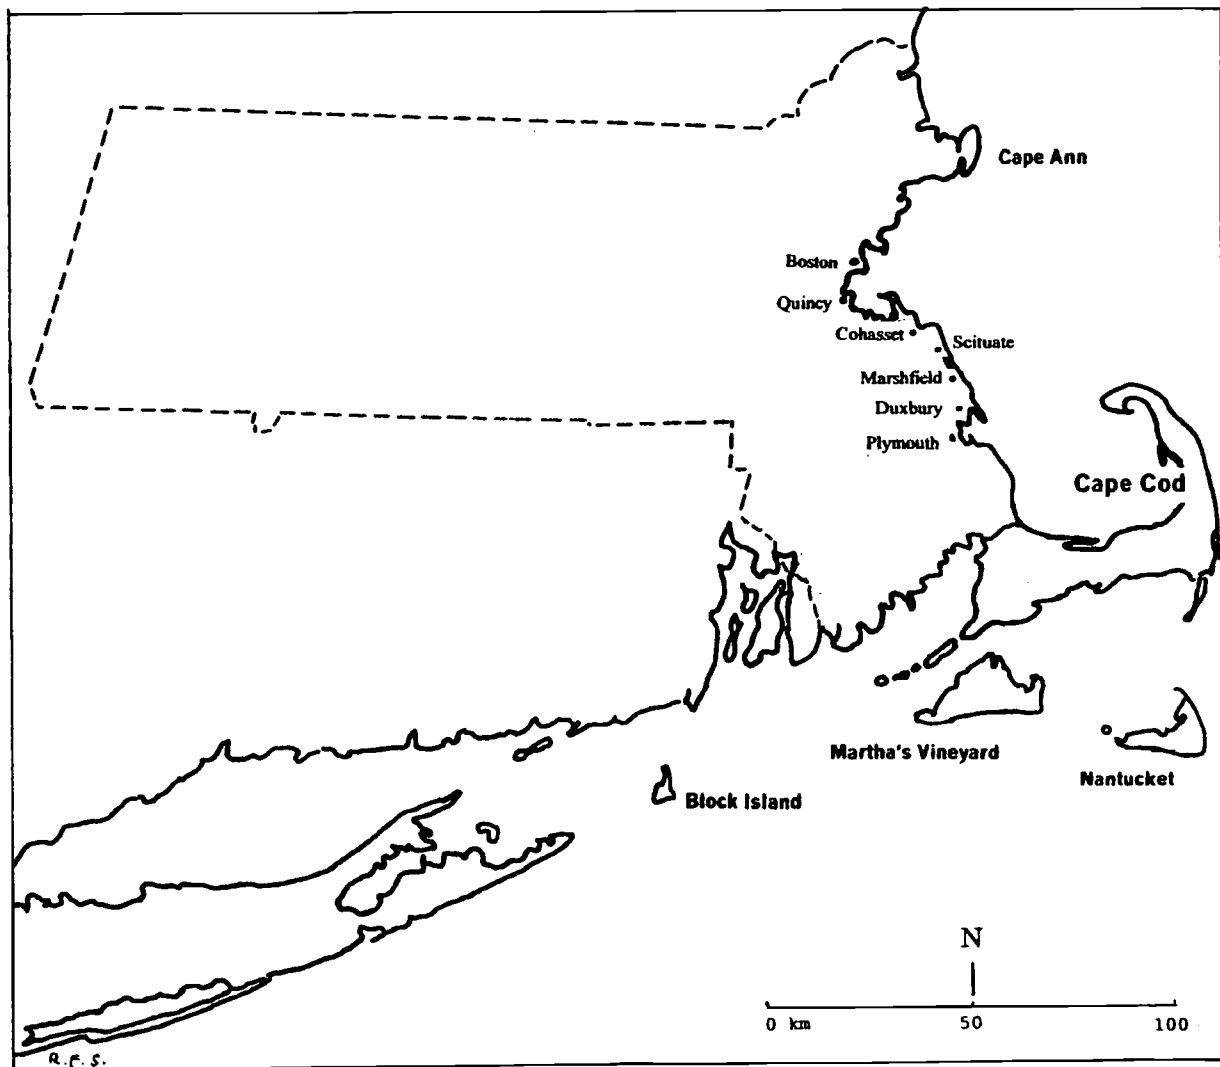 Cape Ann
Boston
Quincy
Cohasset
Scituate
Marshfield
Duxbury
Plymouth
Cape Cod
Martha's Vineyard
Nantucket
Block Island
N
0 km 50 100
R.F.S.